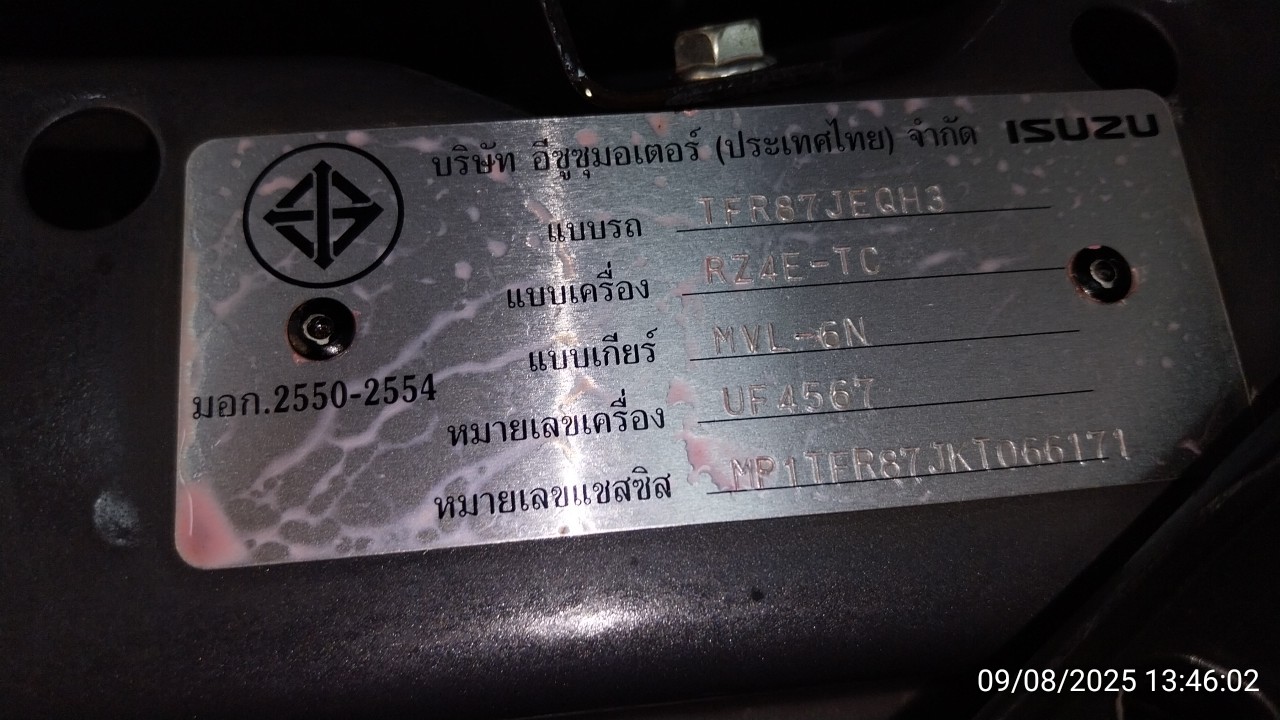 บริษัท อีซูซุมอเตอร์ (ประเทศไทย) จำกัด ISUZU
แบบรถ TFR87JEQH3
แบบเครื่อง RZ4E-TC
แบบเกียร์ MVL-6N
มอก.2550-2554
หมายเลขเครื่อง UF4567
หมายเลขแชสซิส MP1TFR87JKT066171
09/08/2025 13:46:02